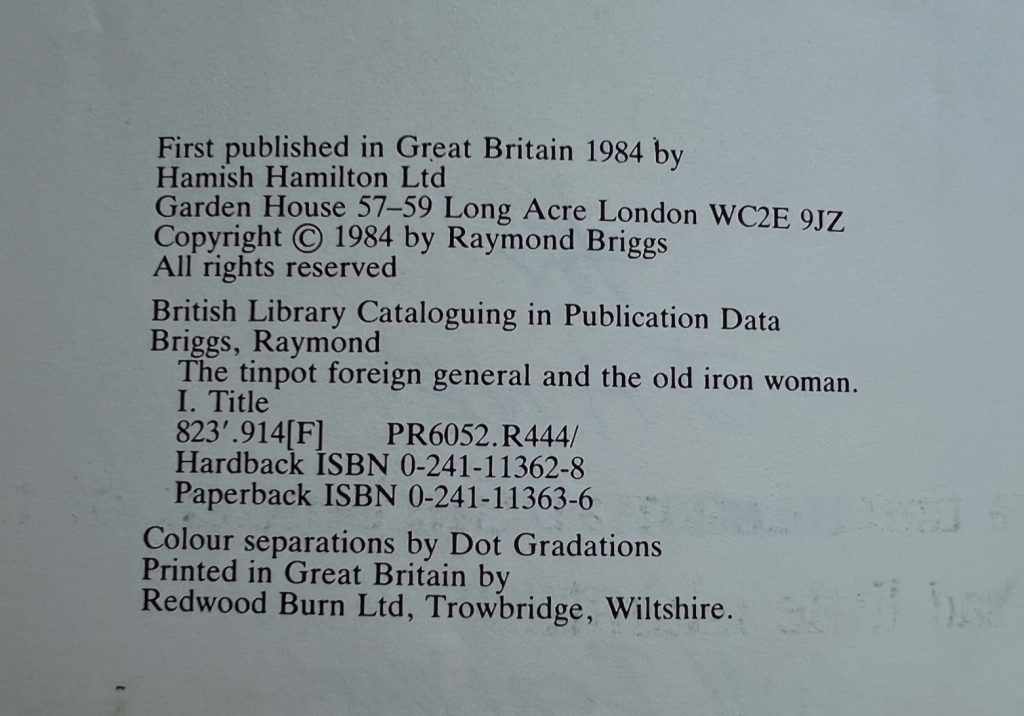 First published in Great Britain 1984 by
Hamish Hamilton Ltd
Garden House 57–59 Long Acre London WC2E 9JZ
Copyright © 1984 by Raymond Briggs
All rights reserved
British Library Cataloguing in Publication Data
Briggs, Raymond
The tinpot foreign general and the old iron woman.
I. Title
823′.914[F] PR6052.R444/
Hardback ISBN 0-241-11362-8
Paperback ISBN 0-241-11363-6
Colour separations by Dot Gradations
Printed in Great Britain by
Redwood Burn Ltd, Trowbridge, Wiltshire.